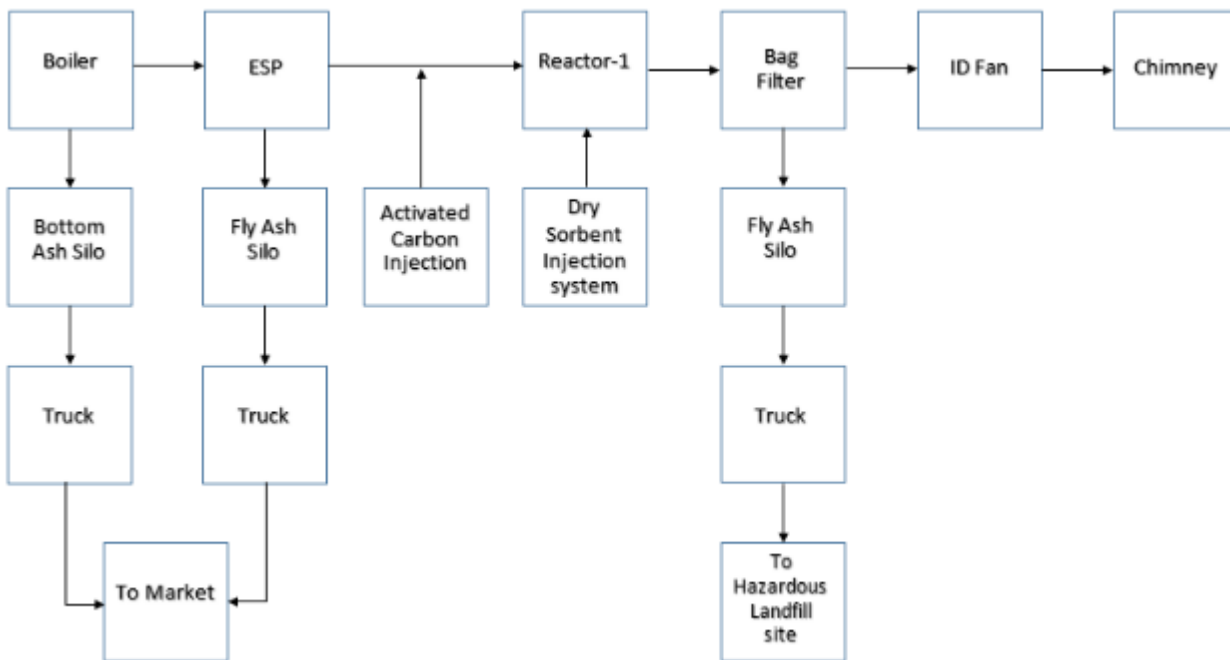 Boiler
ESP
Reactor-1
Bag
Filter
ID Fan
Chimney
Bottom
Ash Silo
Fly Ash
Silo
Activated
Carbon
Injection
Dry
Sorbent
Injection
system
Fly Ash
Silo
Truck
Truck
Truck
To Market
To
Hazardous
Landfill
site